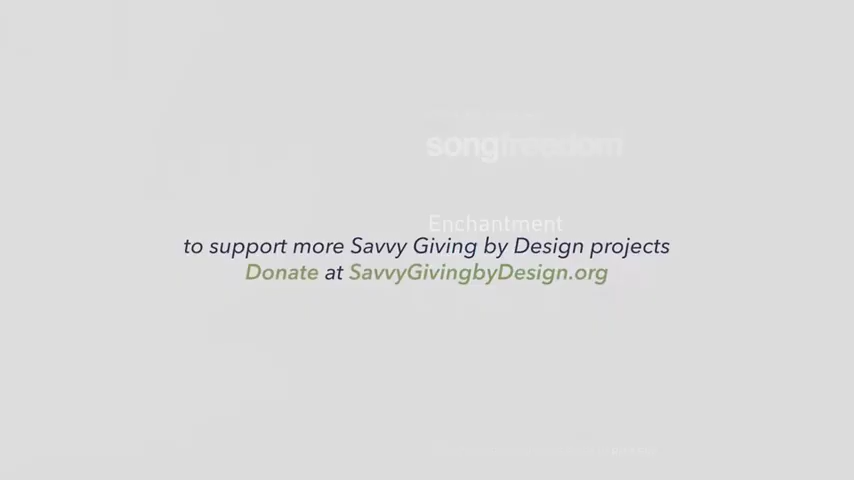 songfreedom
Enchantment
to support more Savvy Giving by Design projects
Donate at SavvyGivingbyDesign.org